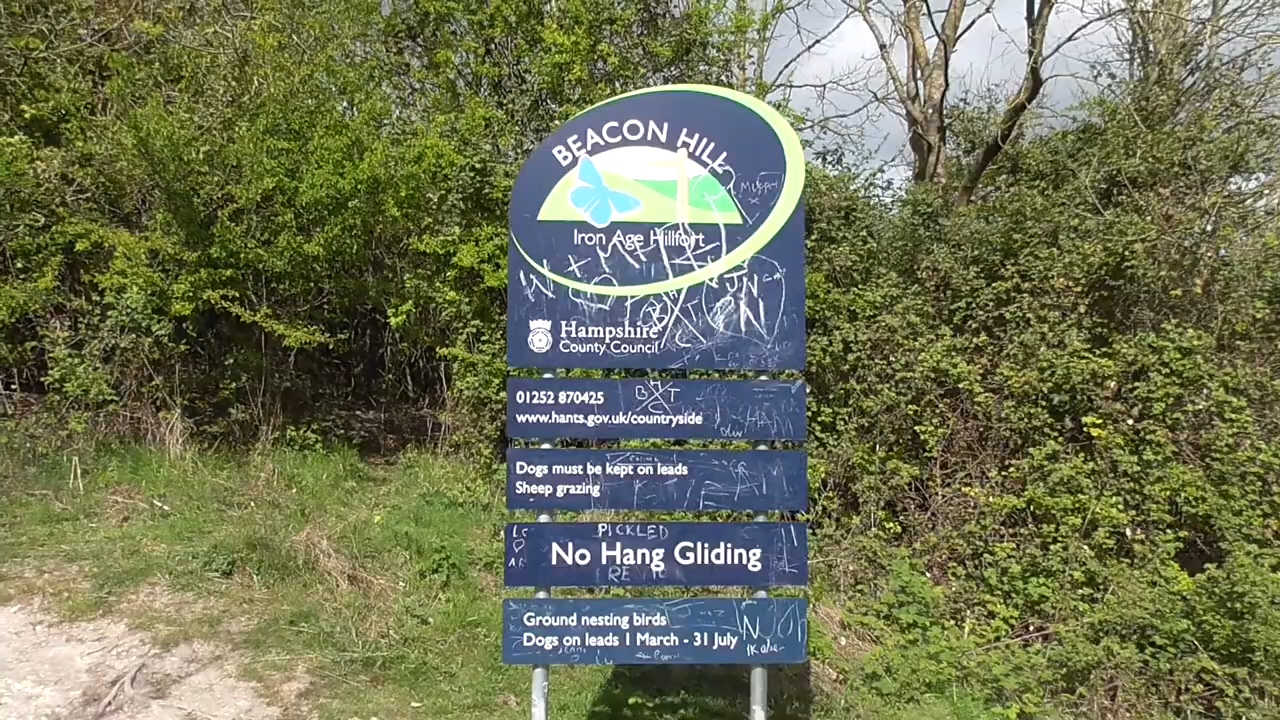 BEACON HILL
Iron Age Hillfort
Hampshire
County Council
01252 870425
B X T
www.hants.gov.uk/countryside
Dogs must be kept on leads
Sheep grazing
PICKLED
No Hang Gliding
Ground nesting birds
Dogs on leads 1 March - 31 July